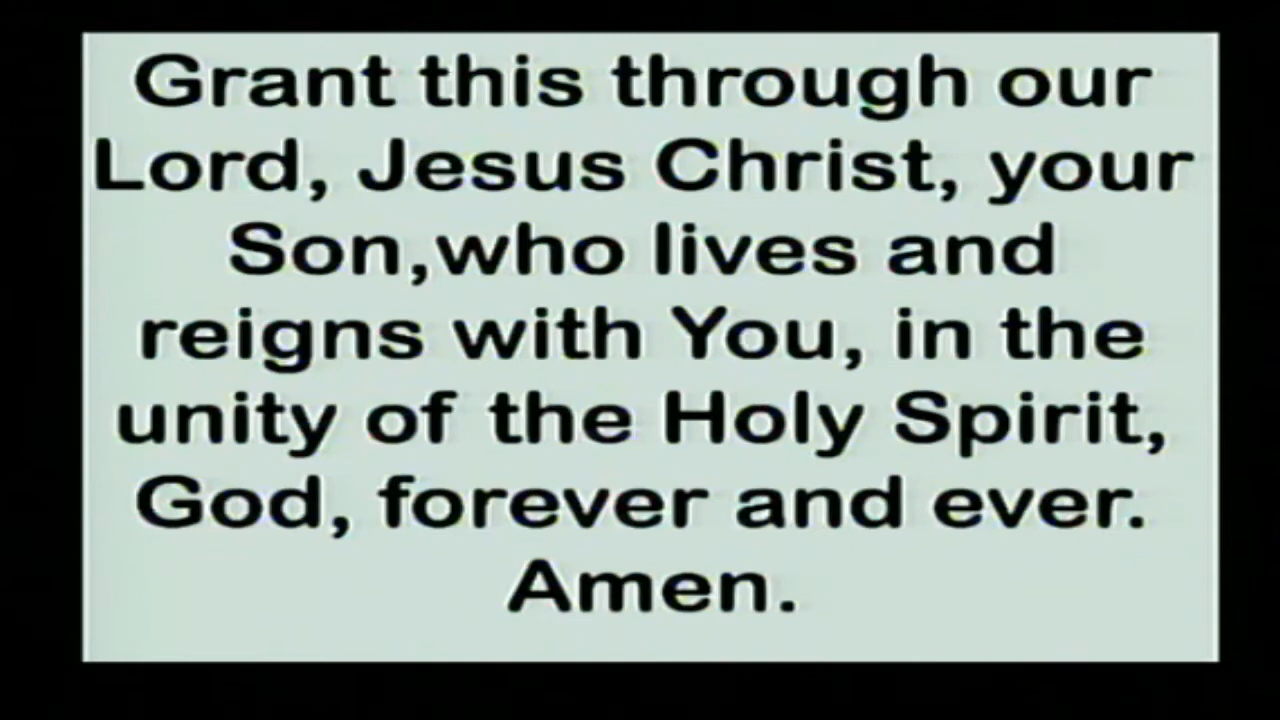 Grant this through our
Lord, Jesus Christ, your
Son,who lives and
reigns with You, in the
unity of the Holy Spirit,
God, forever and ever.
Amen.